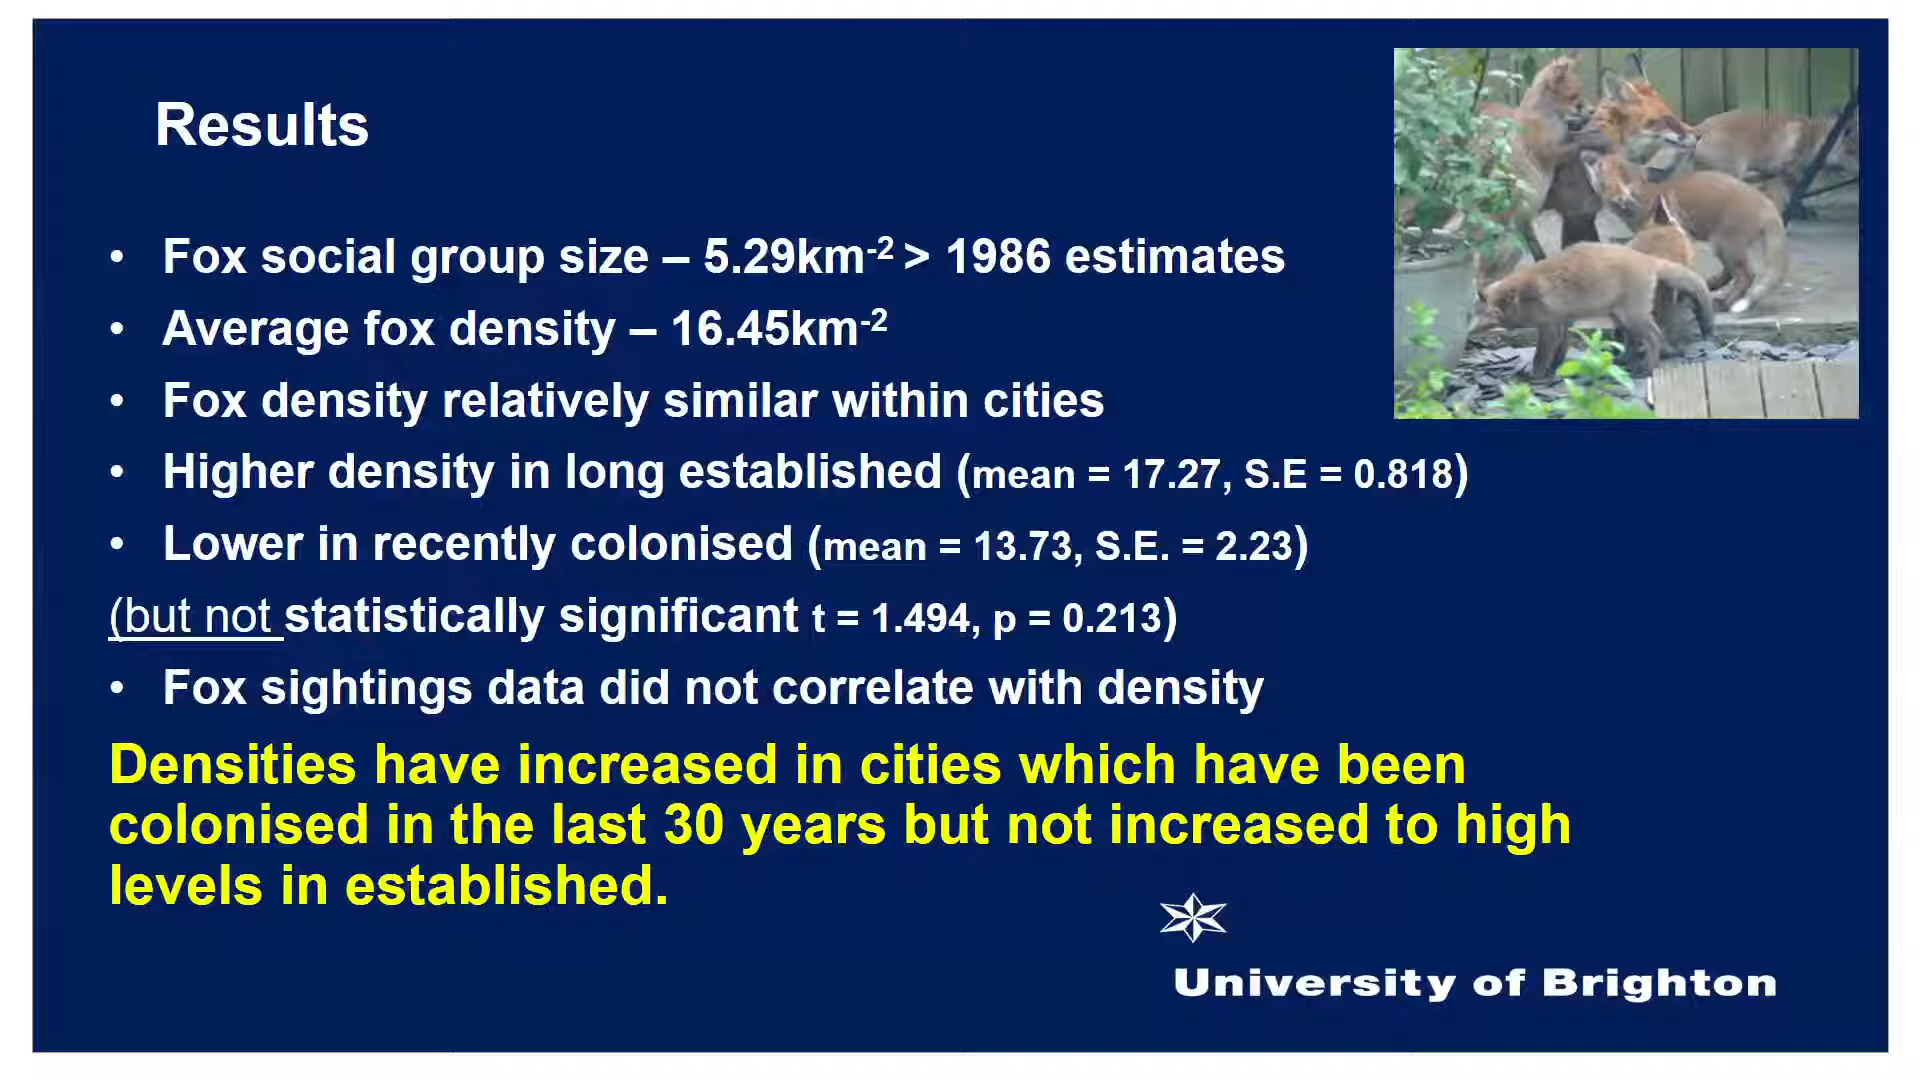 Results
• Fox social group size – 5.29km-2 > 1986 estimates
• Average fox density – 16.45km-2
• Fox density relatively similar within cities
• Higher density in long established (mean = 17.27, S.E = 0.818)
• Lower in recently colonised (mean = 13.73, S.E. = 2.23)
(but not statistically significant t = 1.494, p = 0.213)
• Fox sightings data did not correlate with density
Densities have increased in cities which have been
colonised in the last 30 years but not increased to high
levels in established.
University of Brighton